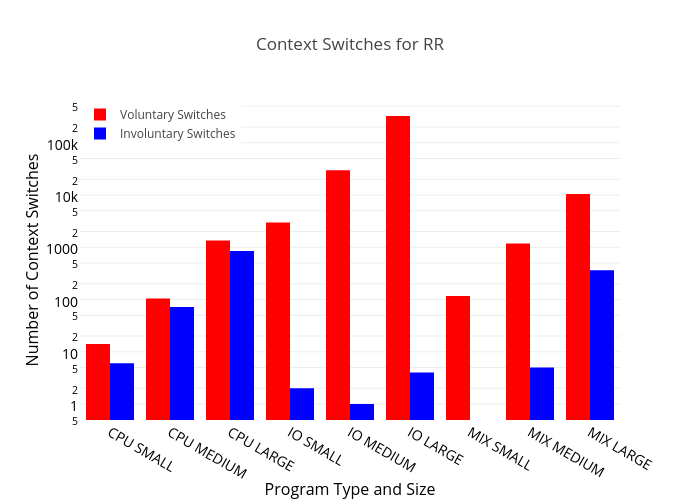 Context Switches for RR
Voluntary Switches
Involuntary Switches
Number of Context Switches
5
2
100k
5
2
10k
5
2
1000
5
2
100
5
2
10
5
2
1
5
CPU SMALL
CPU MEDIUM
CPU LARGE
IO SMALL
IO MEDIUM
IO LARGE
MIX SMALL
MIX MEDIUM
MIX LARGE
Program Type and Size